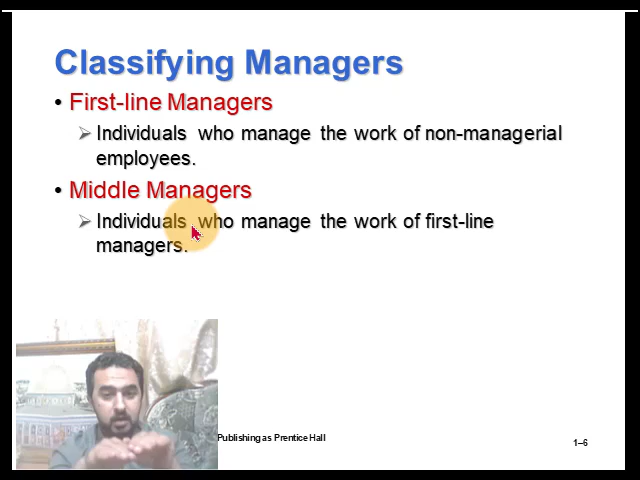 Classifying Managers
• First-line Managers
➢ Individuals who manage the work of non-managerial
employees.
• Middle Managers
➢ Individuals who manage the work of first-line
managers.
Publishing as Prentice Hall
1–6